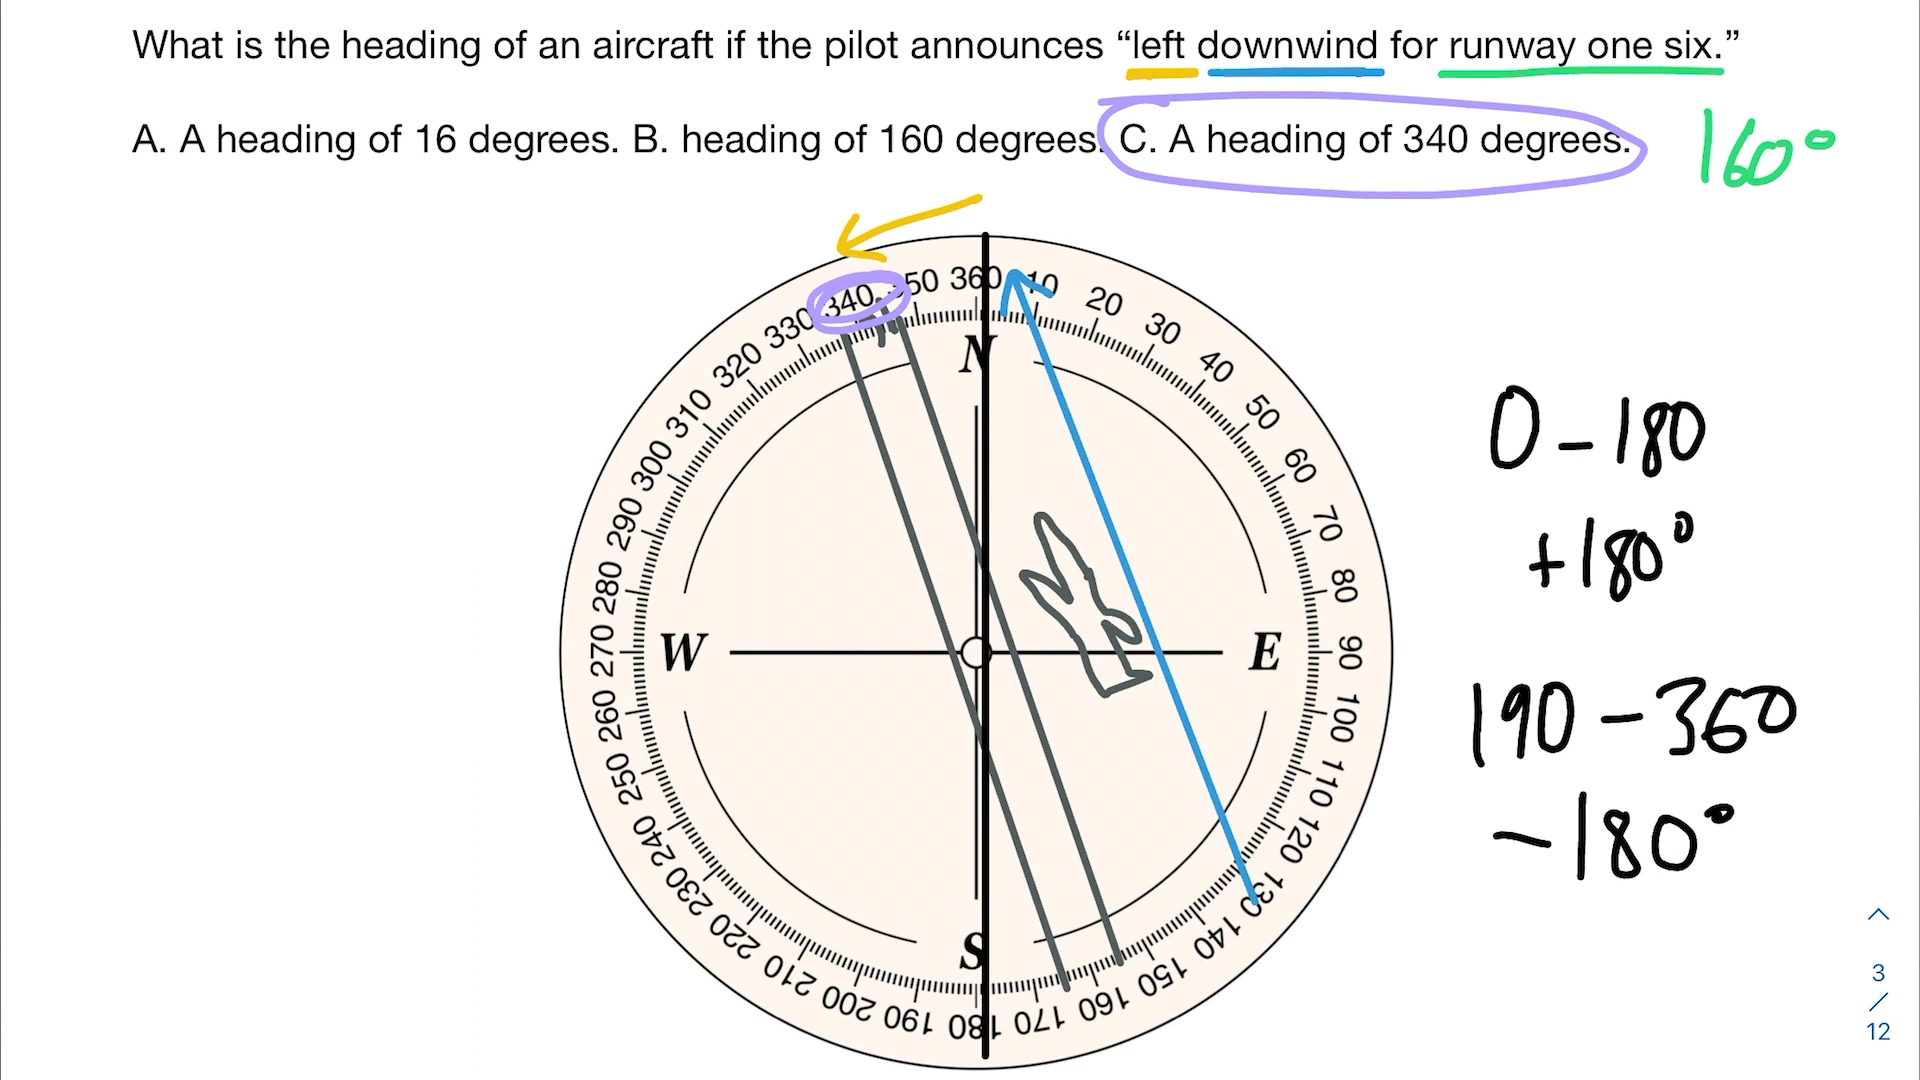 What is the heading of an aircraft if the pilot announces “left downwind for runway one six.”
A. A heading of 16 degrees. B. heading of 160 degrees. C. A heading of 340 degrees.
160°
360 10 20 30 40 50 60 70 80 90 100 110 120 130 140 150 160 170 180 190 200 210 220 230 240 250 260 270 280 290 300 310 320 330 340 350
N
W
E
S
0-180
+180°
190-360
-180°
3
/
12